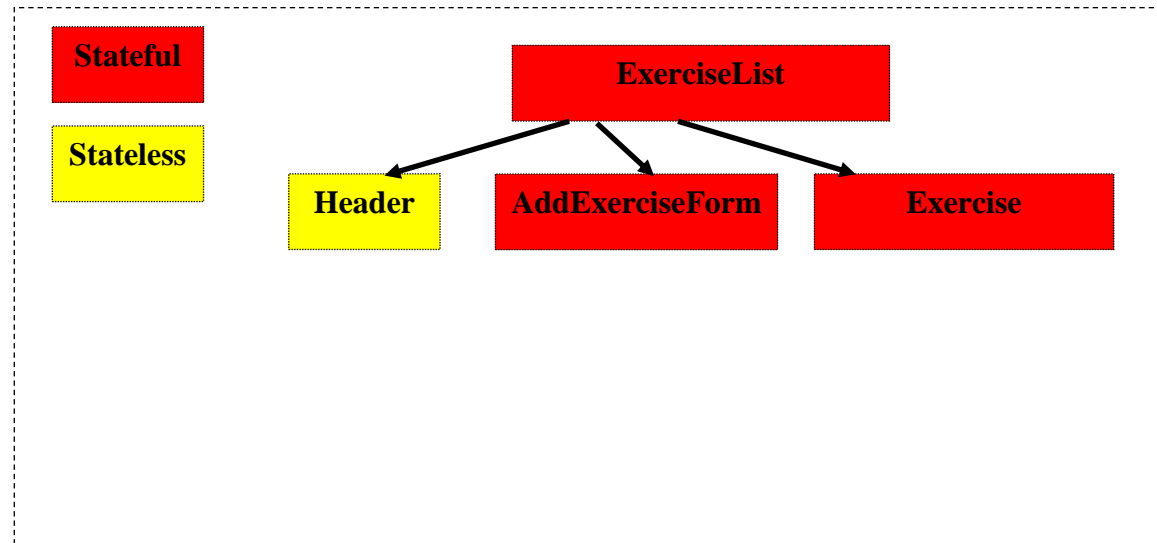 Stateful
ExerciseList
Stateless
Header
AddExerciseForm
Exercise